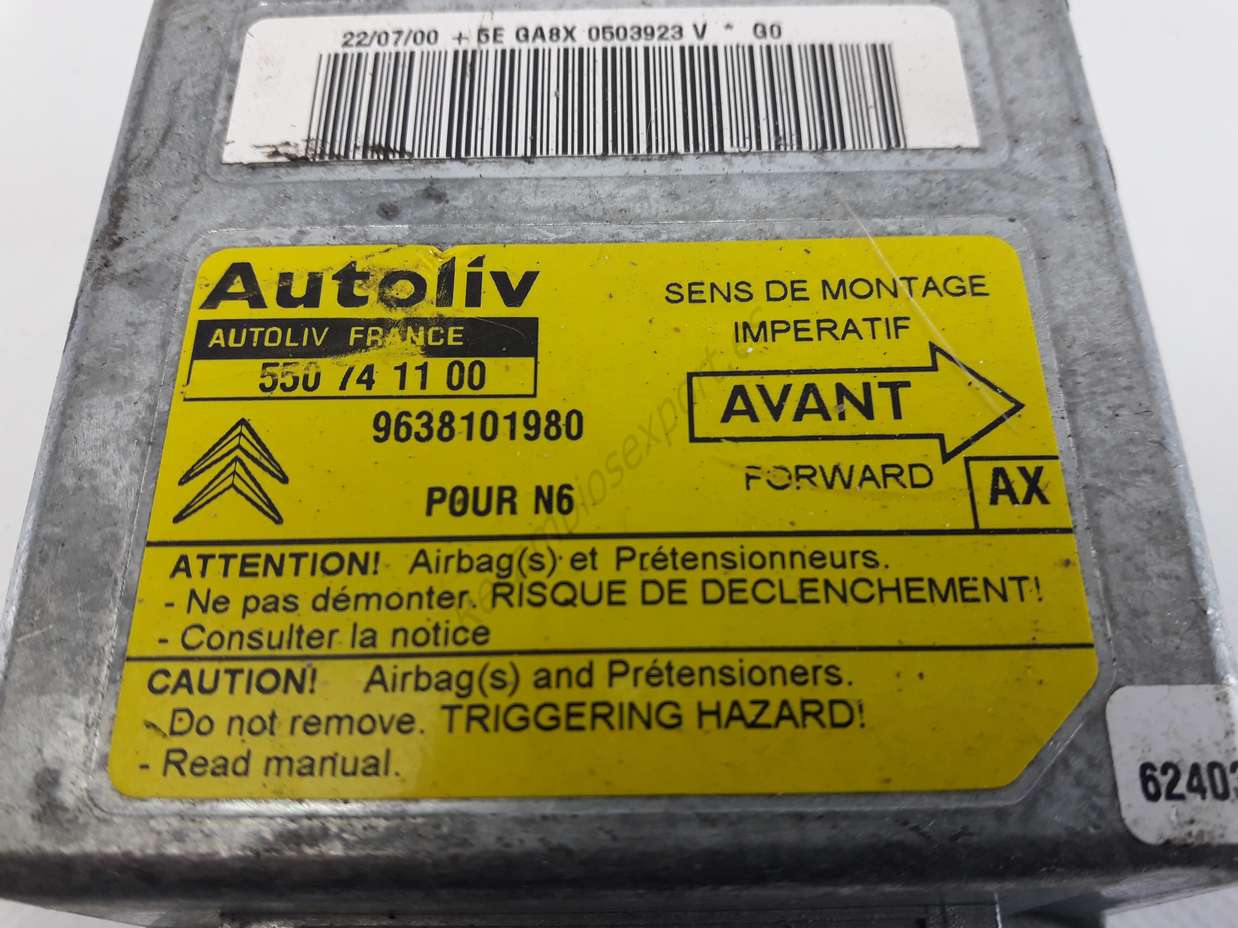 22/07/00 + 5E GA8X 0503923 V * G0
Autoliv
AUTOLIV FRANCE
550 74 11 00
9638101980
POUR N6
SENS DE MONTAGE
IMPERATIF
AVANT
FORWARD
AX
ATTENTION! Airbag(s) et Prétensionneurs.
- Ne pas démonter. RISQUE DE DECLENCHEMENT!
- Consulter la notice
CAUTION! Airbag(s) and Prétensioners.
- Do not remove. TRIGGERING HAZARD!
- Read manual.
62403